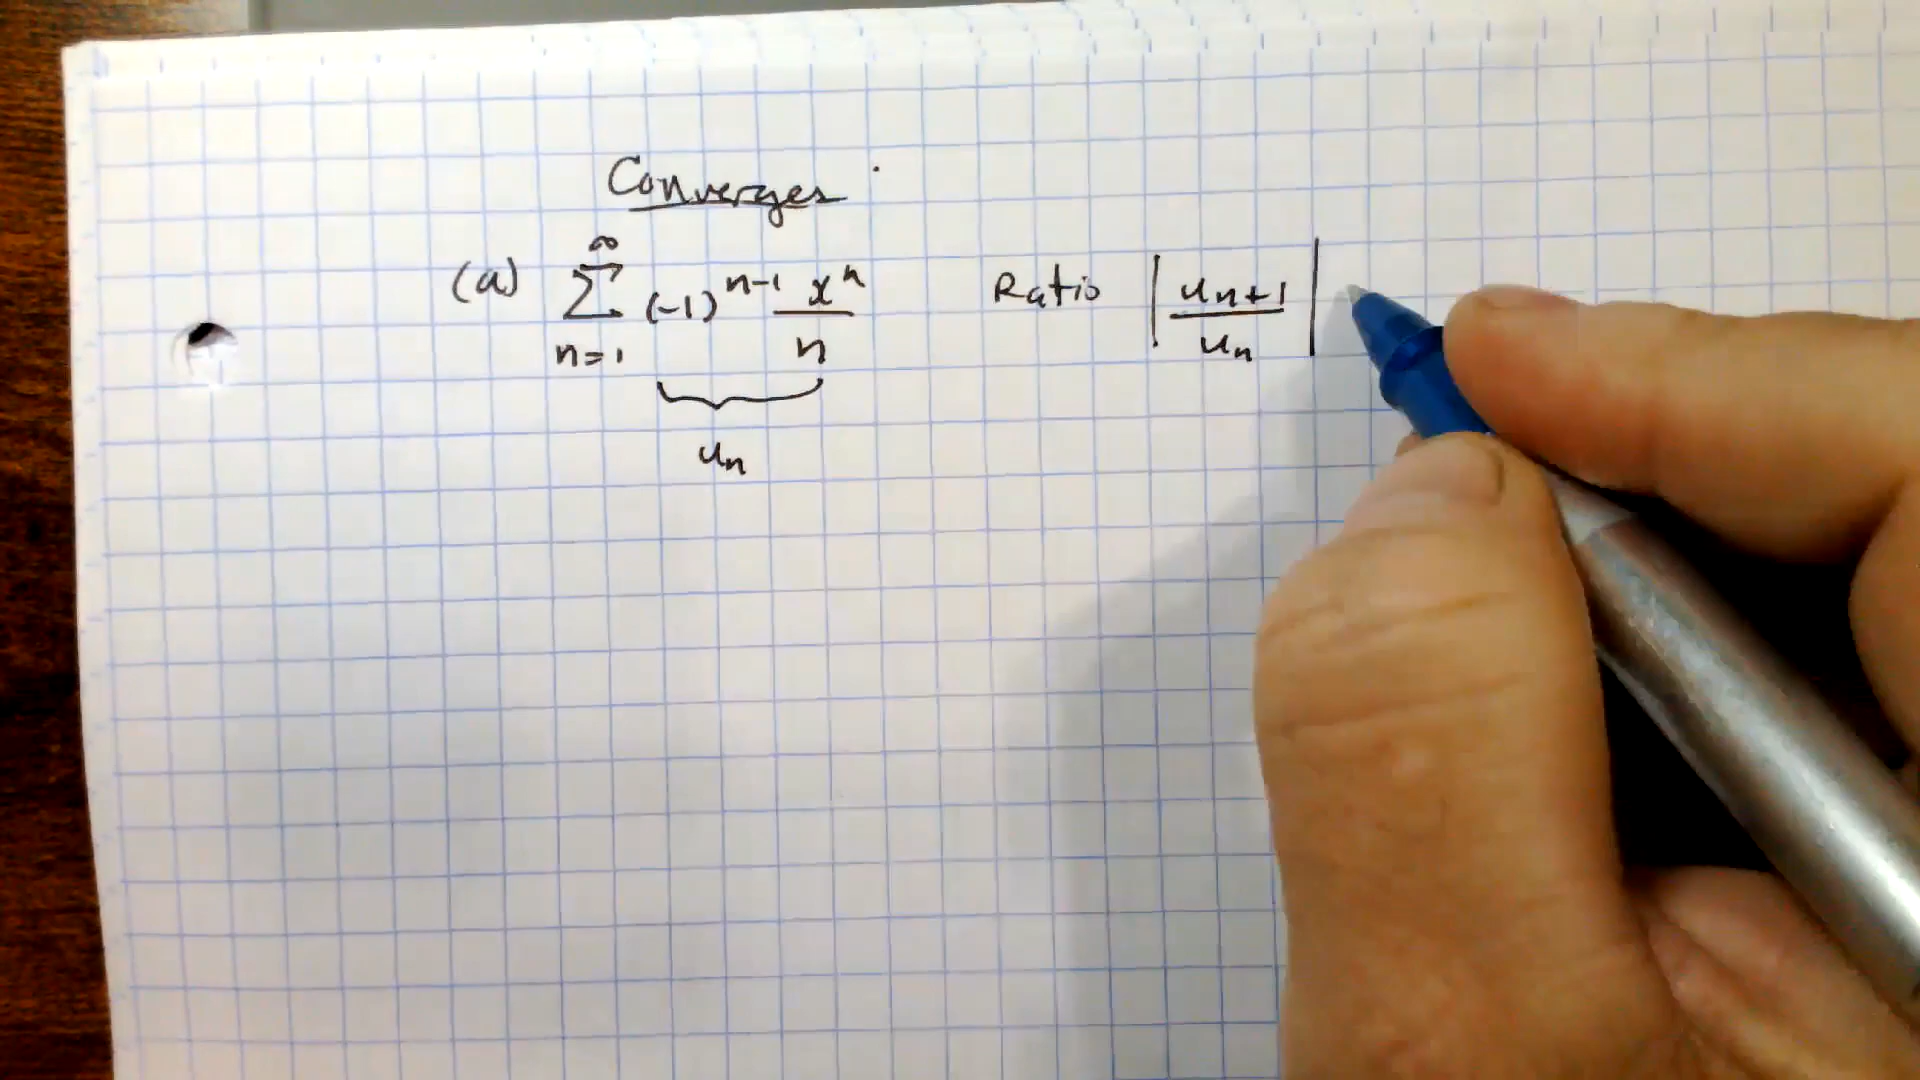 Converges
(a) ∞ ∑ n=1 (-1)^{n-1} x^n / n
u_n
Ratio | u_{n+1} / u_n |